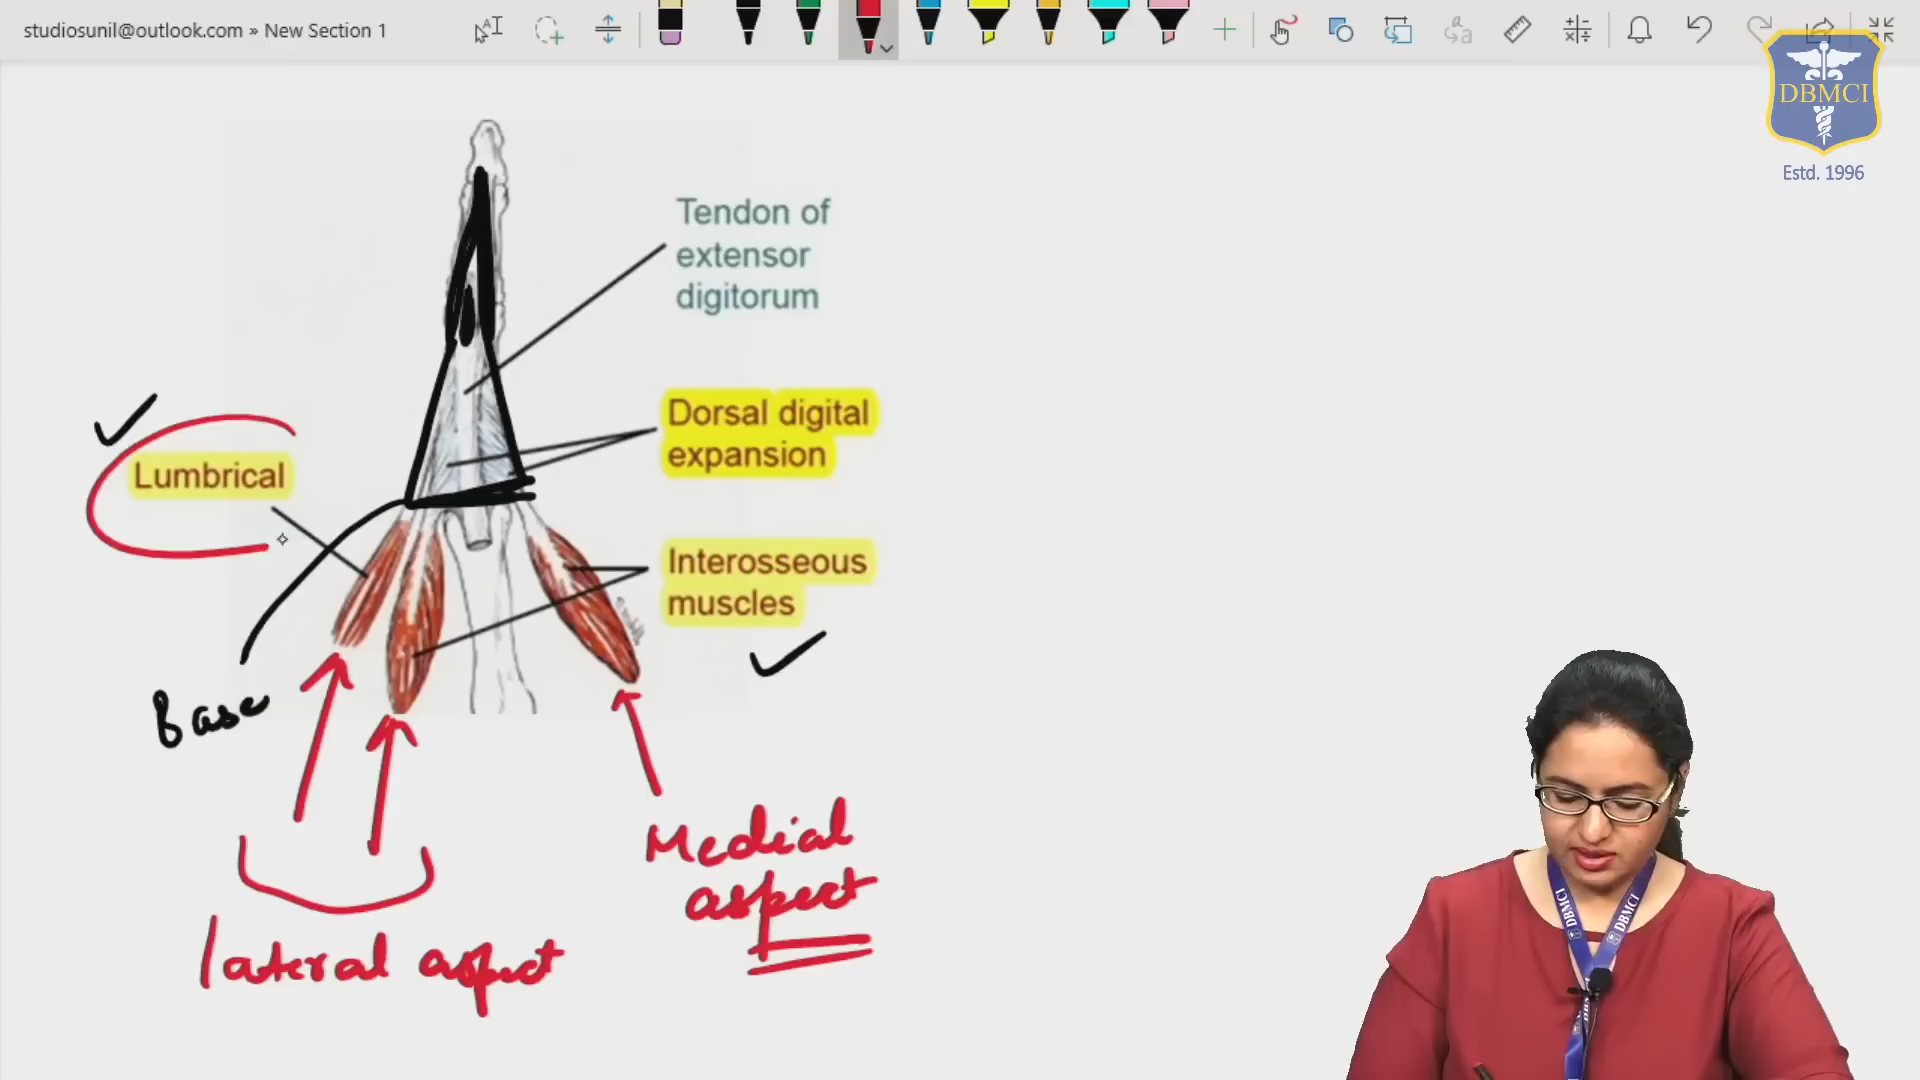 studiosunil@outlook.com » New Section 1
DBMCI
Estd. 1996
Tendon of
extensor
digitorum
Dorsal digital
expansion
Lumbrical
Interosseous
muscles
Base
Medial
aspect
lateral aspect
DBMCI
DBMCI